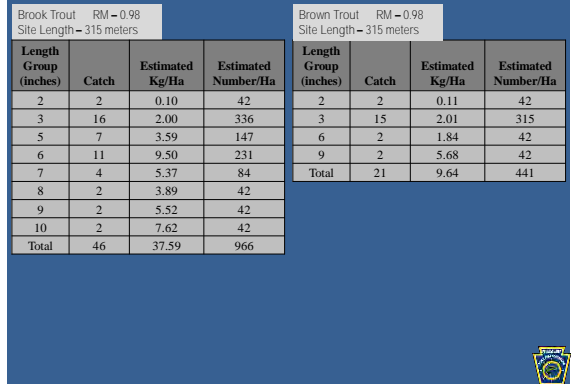 Brook Trout RM – 0.98
Site Length – 315 meters
Length Group (inches) Catch Estimated Kg/Ha Estimated Number/Ha
2 2 0.10 42
3 16 2.00 336
5 7 3.59 147
6 11 9.50 231
7 4 5.37 84
8 2 3.89 42
9 2 5.52 42
10 2 7.62 42
Total 46 37.59 966
Brown Trout RM – 0.98
Site Length – 315 meters
Length Group (inches) Catch Estimated Kg/Ha Estimated Number/Ha
2 2 0.11 42
3 15 2.01 315
6 2 1.84 42
9 2 5.68 42
Total 21 9.64 441